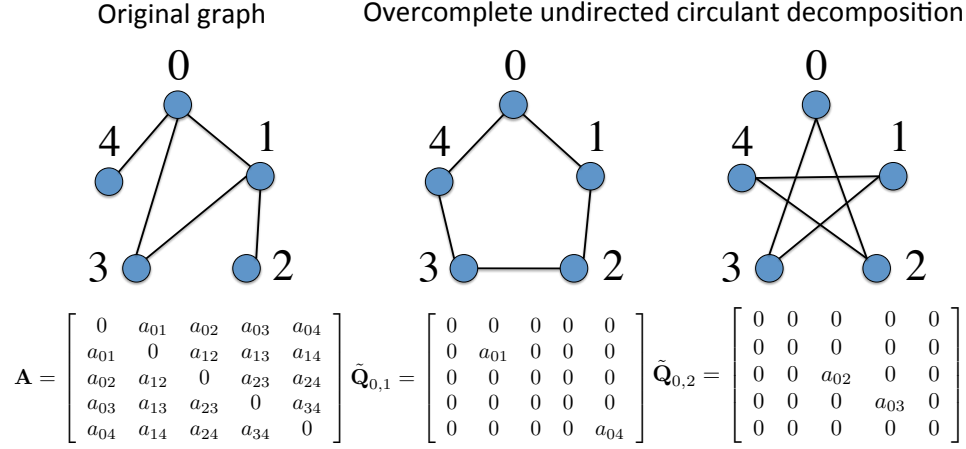 Original graph
Overcomplete undirected circulant decomposition
0
4
1
3
2
0
4
1
3
2
0
4
1
3
2
A =
0 a01 a02 a03 a04
a01 0 a12 a13 a14
a02 a12 0 a23 a24
a03 a13 a23 0 a34
a04 a14 a24 a34 0
Q̃0,1 =
0 0 0 0 0
0 a01 0 0 0
0 0 0 0 0
0 0 0 0 0
0 0 0 0 a04
Q̃0,2 =
0 0 0 0 0
0 0 0 0 0
0 0 a02 0 0
0 0 0 a03 0
0 0 0 0 0